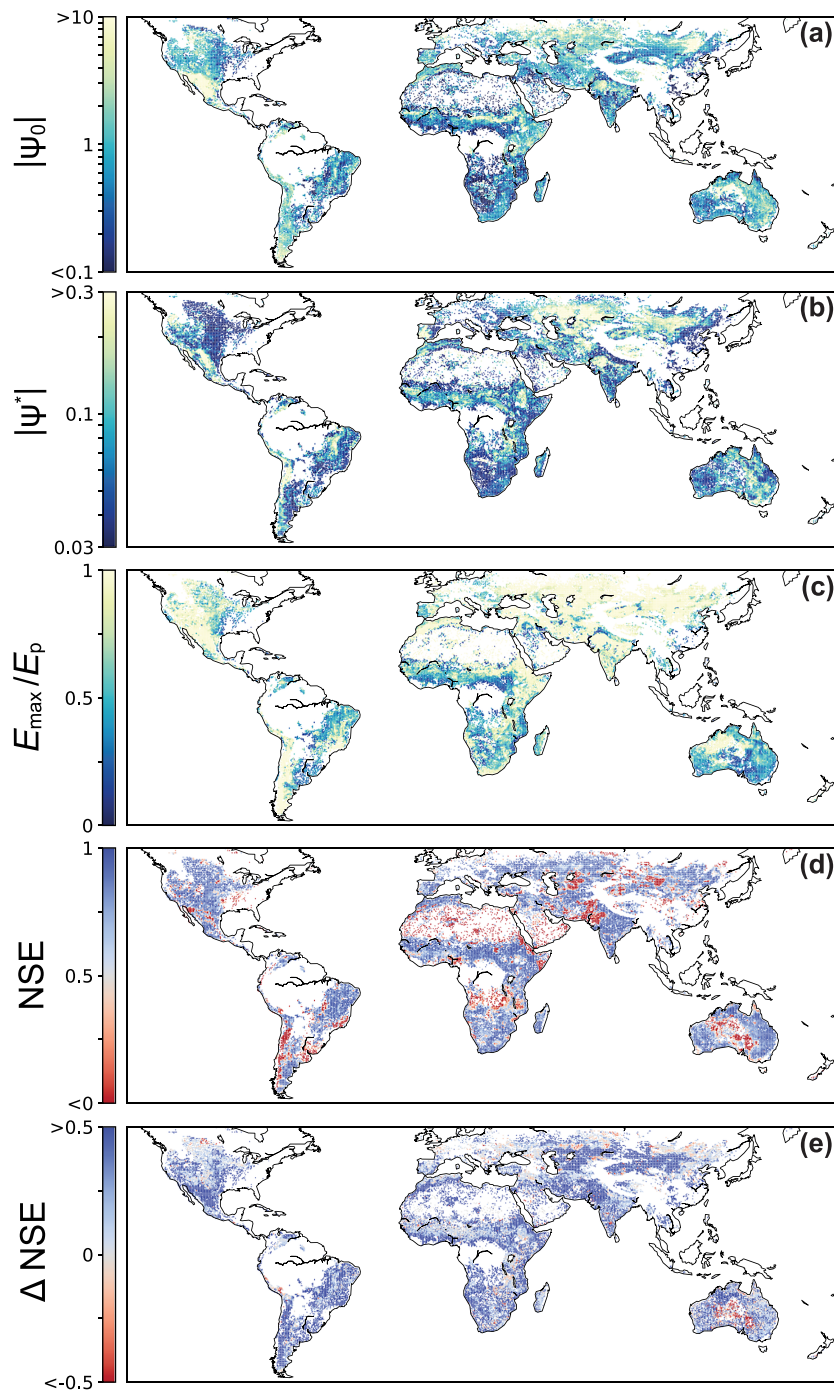 (a)
>10
1
<0.1
|Ψ₀|
(b)
>0.3
0.1
0.03
|Ψ*|
(c)
1
0.5
0
Eₘₐₓ/Eₚ
(d)
1
0.5
<0
NSE
(e)
>0.5
0
<-0.5
Δ NSE